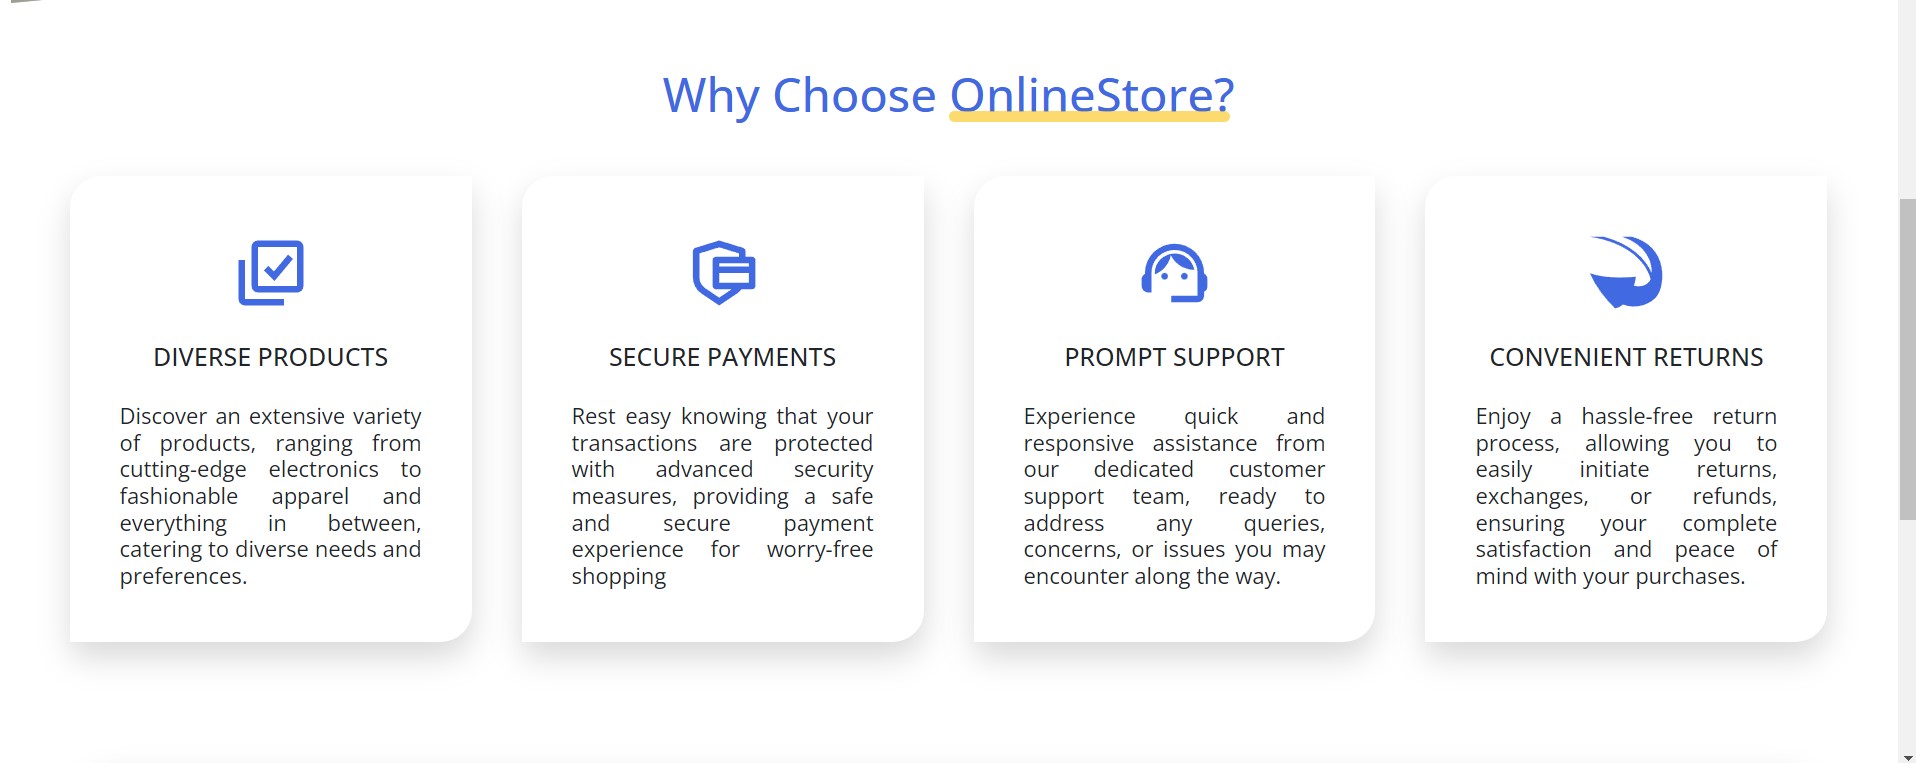 Why Choose OnlineStore?
DIVERSE PRODUCTS
Discover an extensive variety
of products, ranging from
cutting-edge electronics to
fashionable apparel and
everything in between,
catering to diverse needs and
preferences.
SECURE PAYMENTS
Rest easy knowing that your
transactions are protected
with advanced security
measures, providing a safe
and secure payment
experience for worry-free
shopping
PROMPT SUPPORT
Experience quick and
responsive assistance from
our dedicated customer
support team, ready to
address any queries,
concerns, or issues you may
encounter along the way.
CONVENIENT RETURNS
Enjoy a hassle-free return
process, allowing you to
easily initiate returns,
exchanges, or refunds,
ensuring your complete
satisfaction and peace of
mind with your purchases.